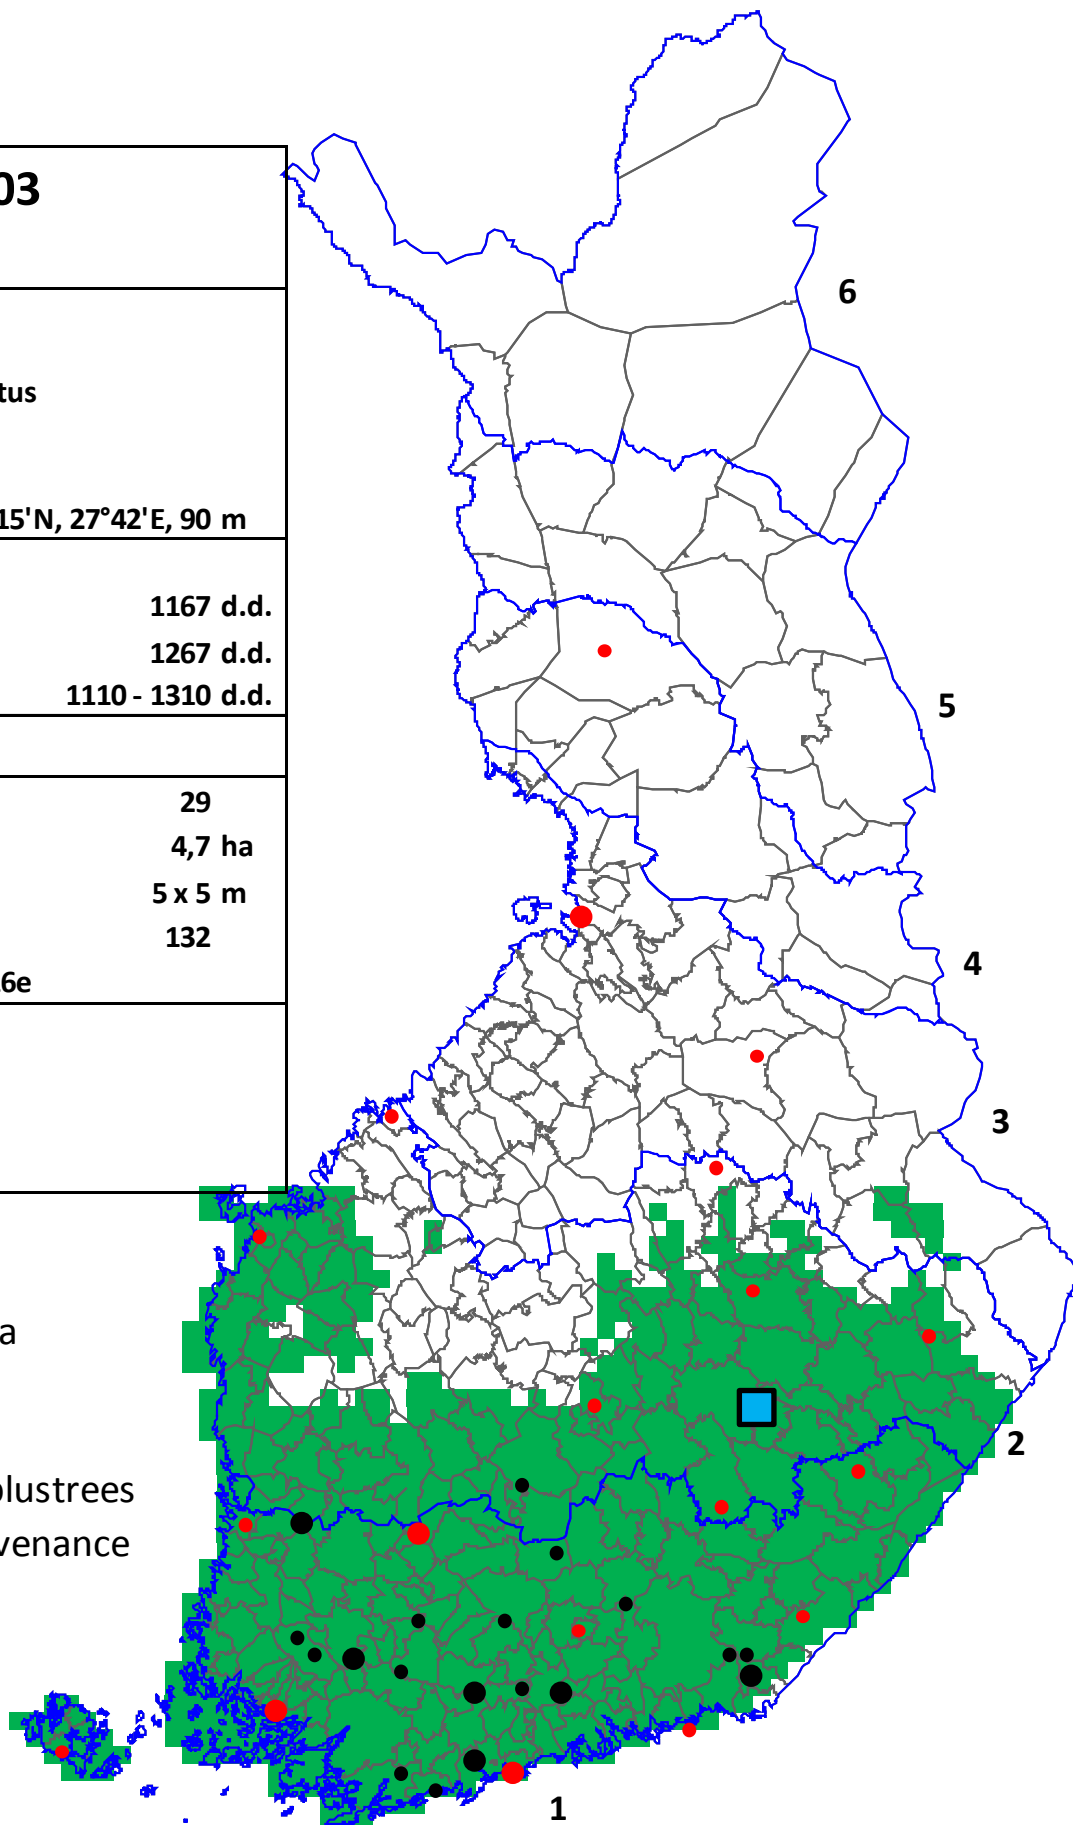 03
tus
15'N, 27°42'E, 90 m
1167 d.d.
1267 d.d.
1110 - 1310 d.d.
29
4,7 ha
5 x 5 m
132
6e
a
plustrees
venance
6
5
4
3
2
1